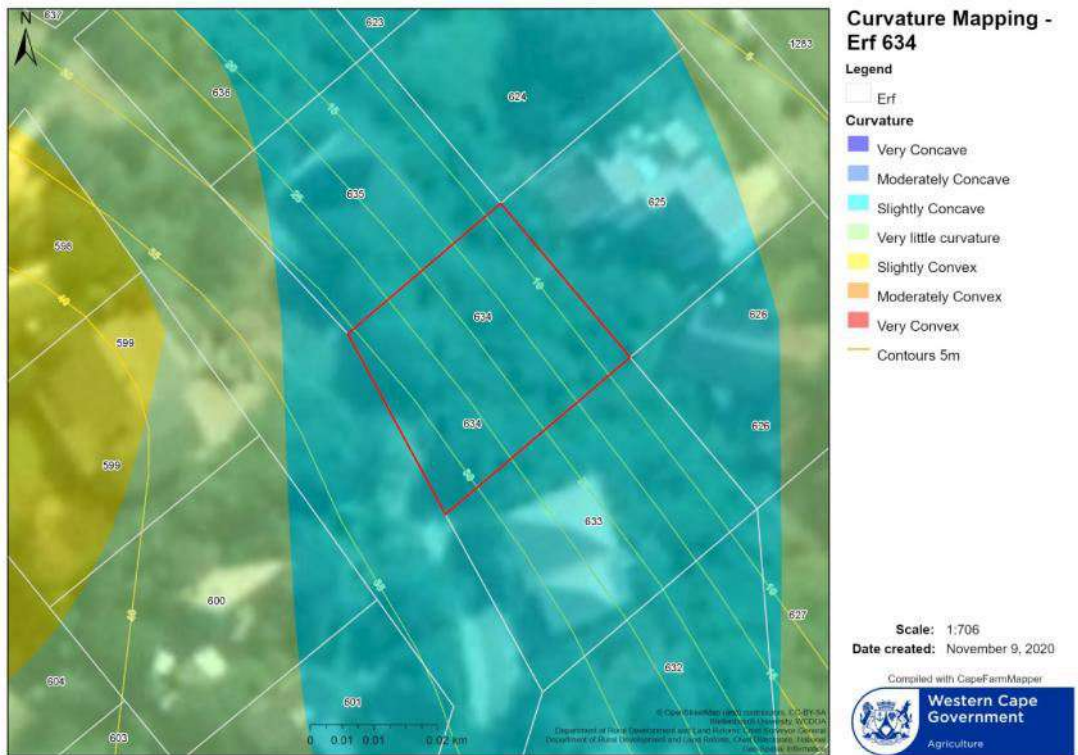 Curvature Mapping -
Erf 634
Legend
Erf
Curvature
Very Concave
Moderately Concave
Slightly Concave
Very little curvature
Slightly Convex
Moderately Convex
Very Convex
Contours 5m
Scale: 1:706
Date created: November 9, 2020
Compiled with CapeFarmMapper
Western Cape
Government
Agriculture
N
637
623
1283
636
624
635
625
598
634
626
599
634
626
599
633
600
627
604
632
601
603
0 0.01 0.01 0.02 km